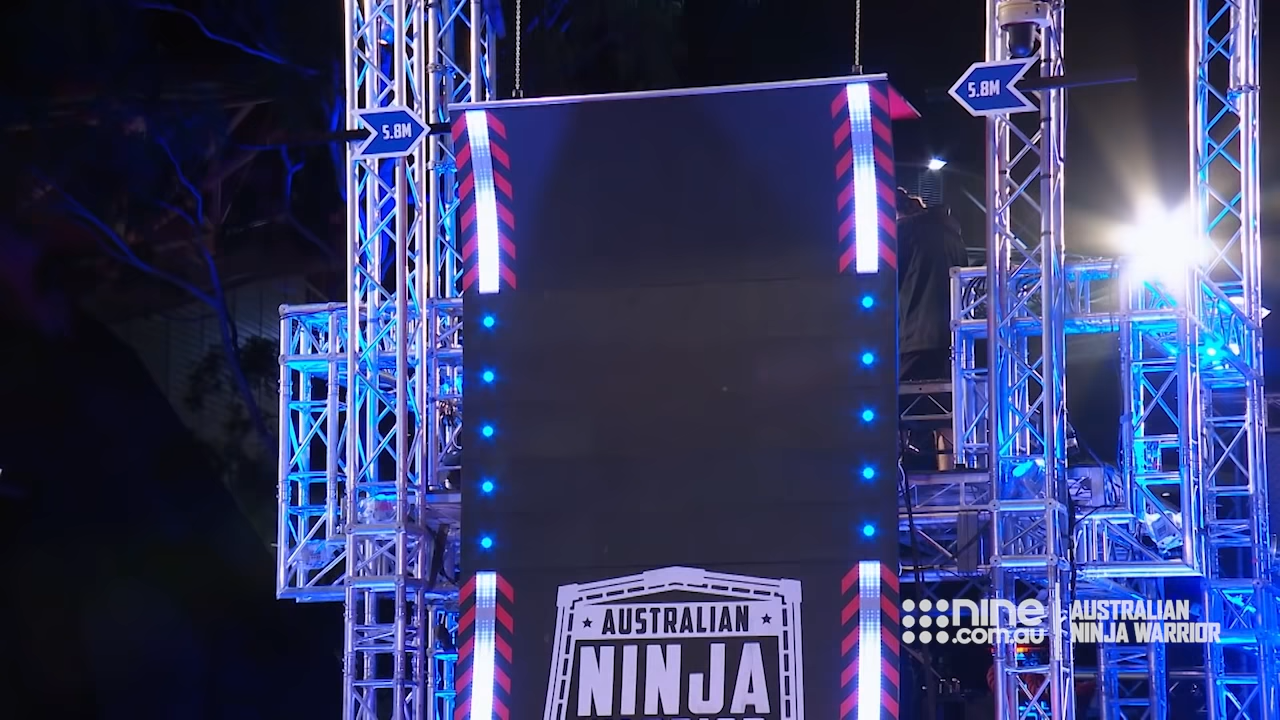 5.8M
5.8M
AUSTRALIAN
NINJA
nine
.com.au
AUSTRALIAN
NINJA WARRIOR